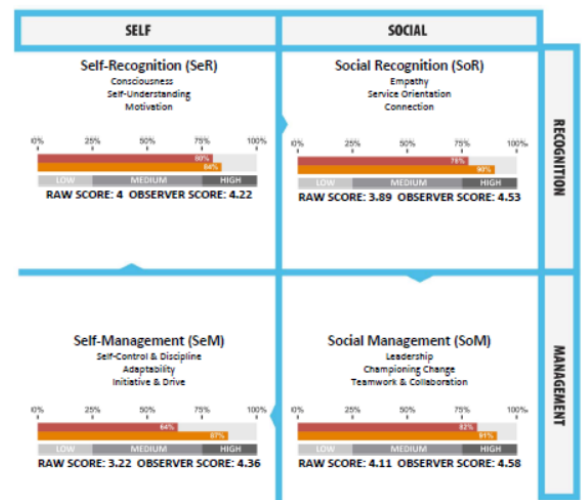 SELF
SOCIAL
Self-Recognition (SeR)
Consciousness
Self-Understanding
Motivation
0% 25% 50% 75% 100%
80%
84%
LOW MEDIUM HIGH
RAW SCORE: 4 OBSERVER SCORE: 4.22
Social Recognition (SoR)
Empathy
Service Orientation
Connection
0% 25% 50% 75% 100%
78%
90%
LOW MEDIUM HIGH
RAW SCORE: 3.89 OBSERVER SCORE: 4.53
RECOGNITION
Self-Management (SeM)
Self-Control & Discipline
Adaptability
Initiative & Drive
0% 25% 50% 75% 100%
64%
87%
LOW MEDIUM HIGH
RAW SCORE: 3.22 OBSERVER SCORE: 4.36
Social Management (SoM)
Leadership
Championing Change
Teamwork & Collaboration
0% 25% 50% 75% 100%
82%
91%
LOW MEDIUM HIGH
RAW SCORE: 4.11 OBSERVER SCORE: 4.58
MANAGEMENT